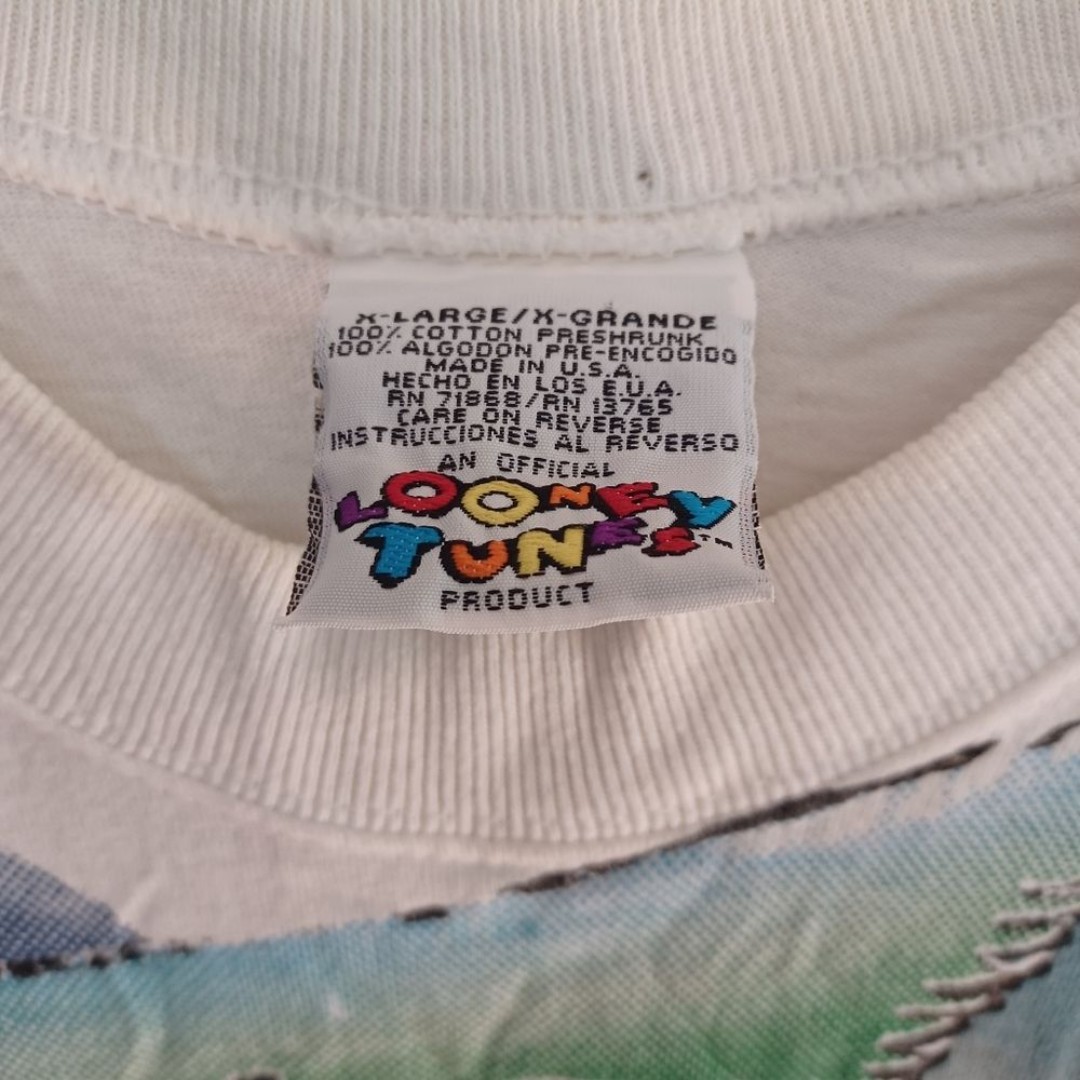 X-LARGE/X-GRANDE
100% COTTON PRESHRUNK
100% ALGODON PRE-ENCOGIDO
MADE IN U.S.A.
HECHO EN LOS E.U.A.
RN 71868/RN 13765
CARE ON REVERSE
INSTRUCCIONES AL REVERSO
AN OFFICIAL
LOONEY
TUNES™
PRODUCT